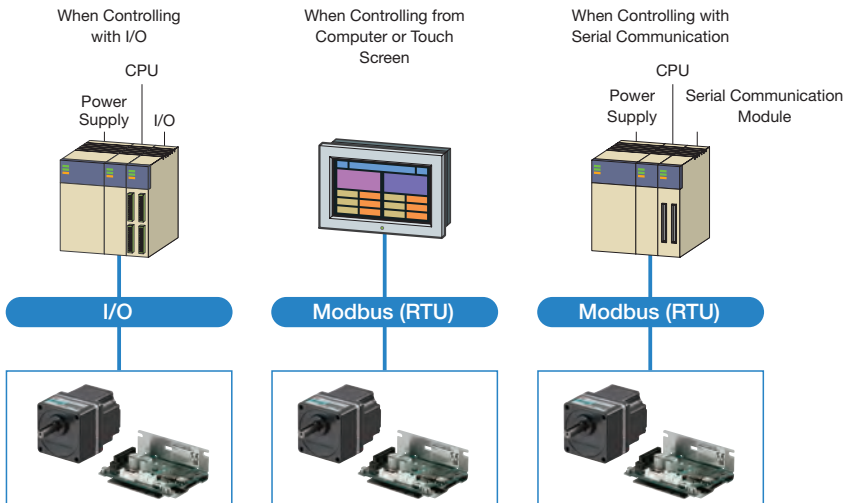 When Controlling
with I/O
CPU
Power
Supply
I/O
I/O
When Controlling from
Computer or Touch
Screen
Modbus (RTU)
When Controlling with
Serial Communication
CPU
Power
Supply
Serial Communication
Module
Modbus (RTU)